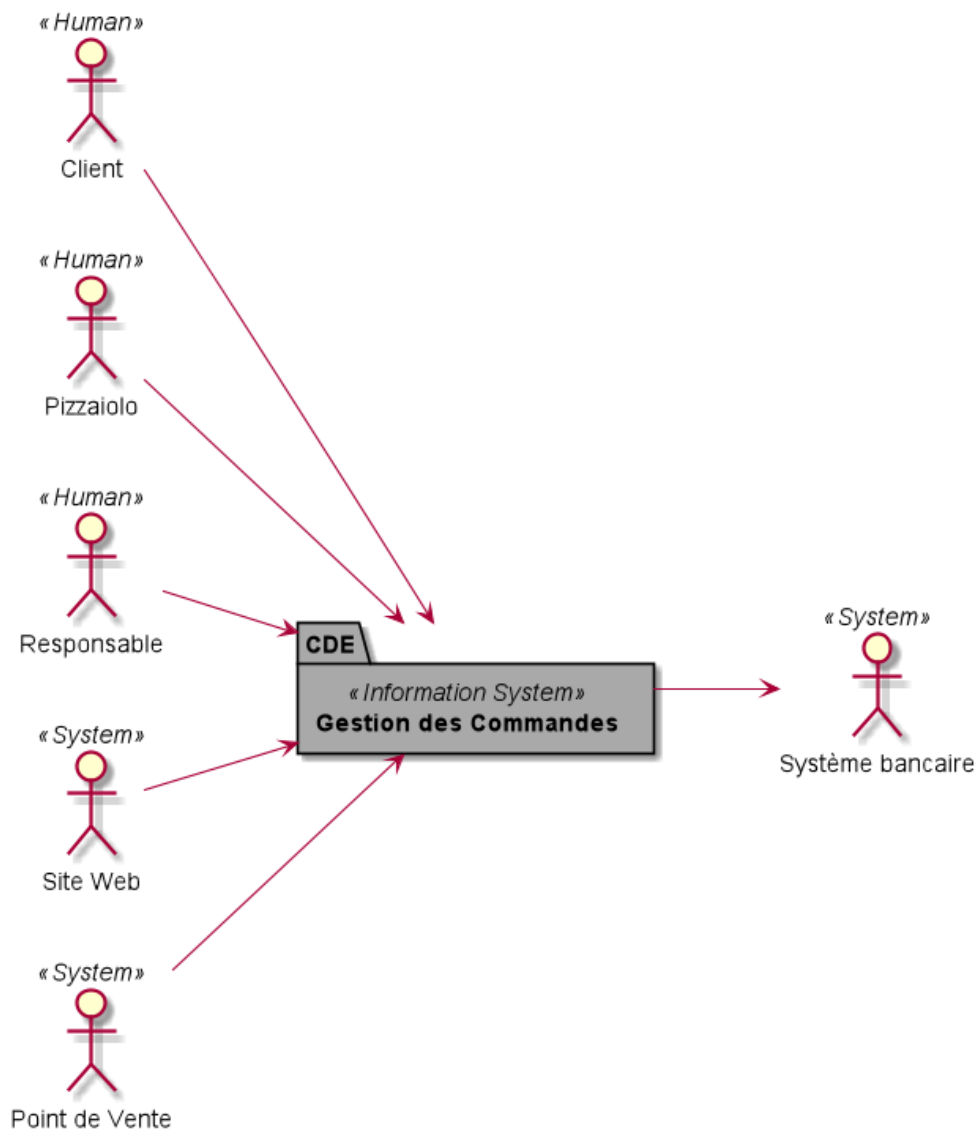 «Human»
Client
«Human»
Pizzaiolo
«Human»
Responsable
CDE
«Information System»
Gestion des Commandes
«System»
Système bancaire
«System»
Site Web
«System»
Point de Vente